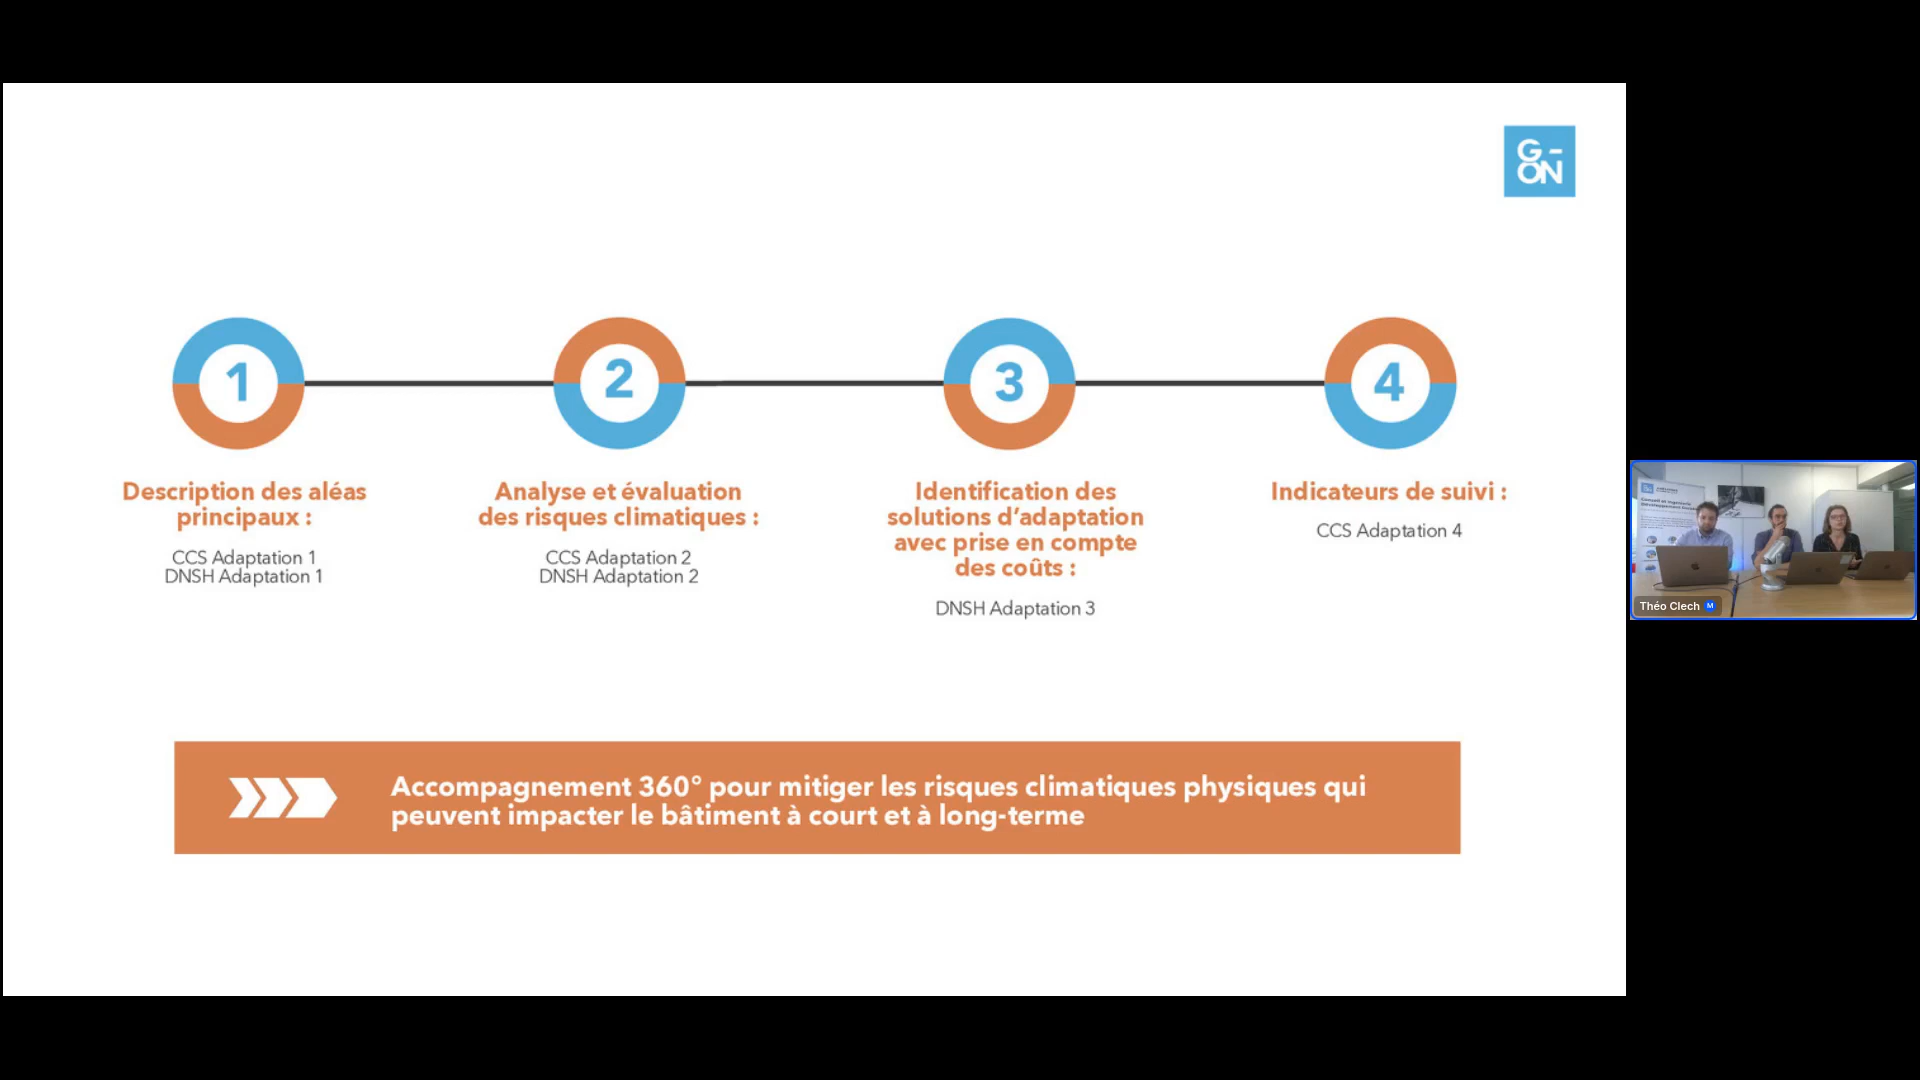 G-
ON
1
2
3
4
Description des aléas
principaux :
CCS Adaptation 1
DNSH Adaptation 1
Analyse et évaluation
des risques climatiques :
CCS Adaptation 2
DNSH Adaptation 2
Identification des
solutions d’adaptation
avec prise en compte
des coûts :
DNSH Adaptation 3
Indicateurs de suivi :
CCS Adaptation 4
Accompagnement 360° pour mitiger les risques climatiques physiques qui
peuvent impacter le bâtiment à court et à long-terme
Théo Clech M